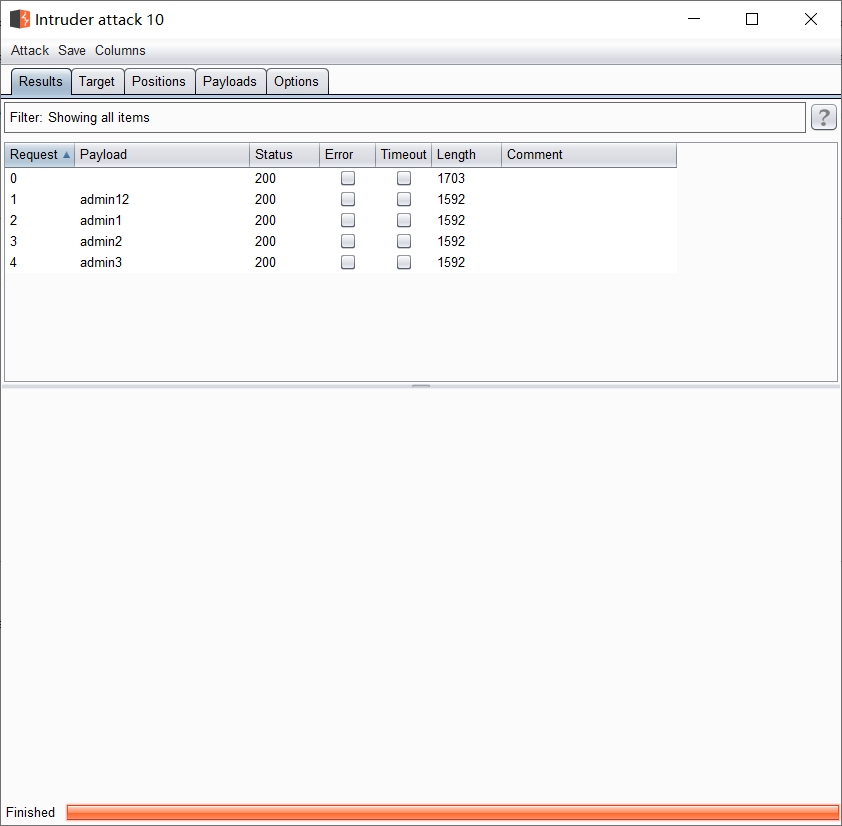 Intruder attack 10
Attack Save Columns
Results Target Positions Payloads Options
Filter: Showing all items ?
Request Payload Status Error Timeout Length Comment
0 200 1703
1 admin12 200 1592
2 admin1 200 1592
3 admin2 200 1592
4 admin3 200 1592
Finished